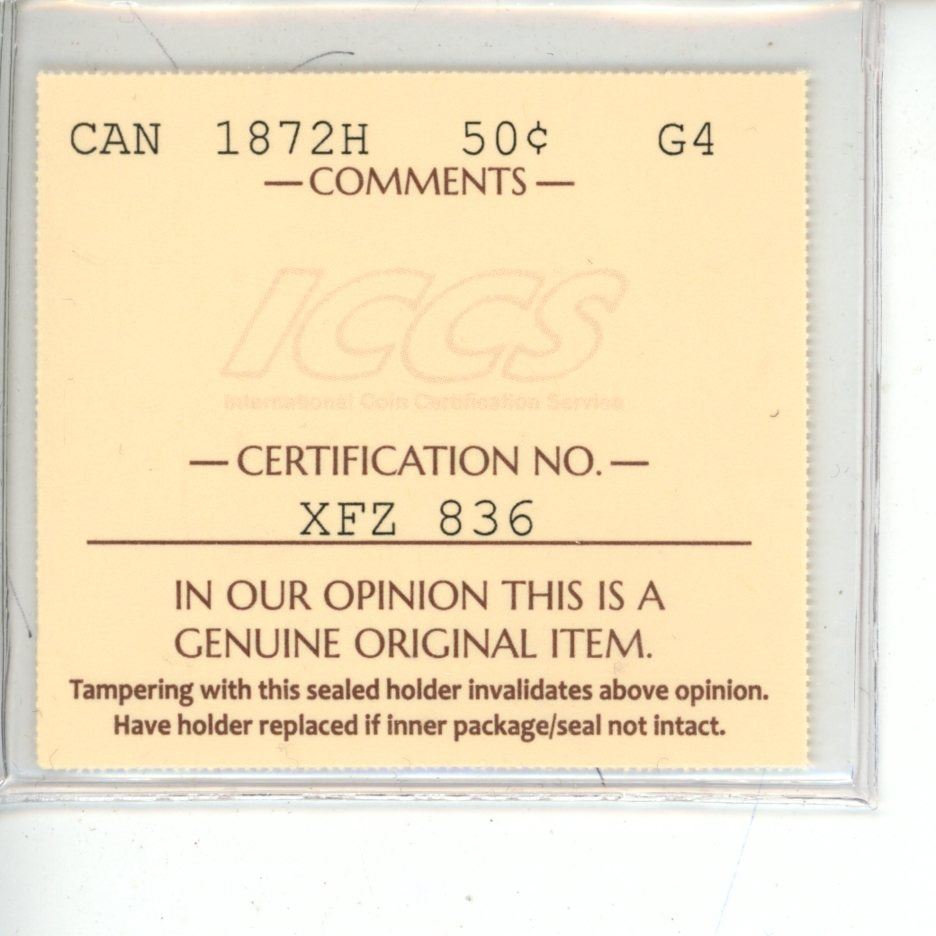 CAN 1872H 50¢ G4
—COMMENTS—
ICCS
International Coin Certification Service
—CERTIFICATION NO.—
XFZ 836
IN OUR OPINION THIS IS A
GENUINE ORIGINAL ITEM.
Tampering with this sealed holder invalidates above opinion.
Have holder replaced if inner package/seal not intact.